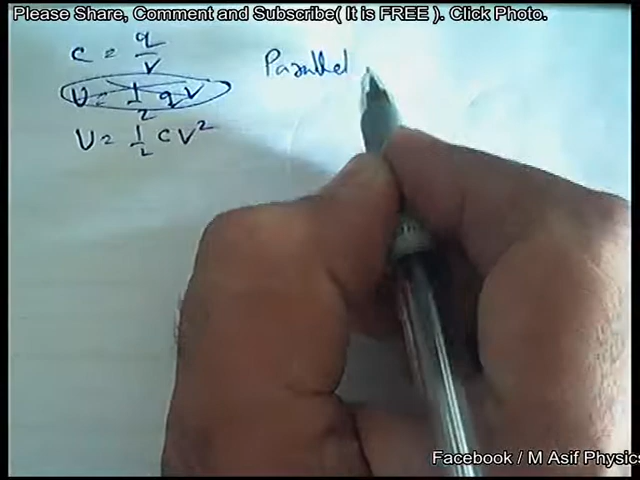 Please Share, Comment and Subscribe( It is FREE ). Click Photo.
C = q/V
U = 1/2 qV
U = 1/2 CV²
Parallel
Facebook / M Asif Physics